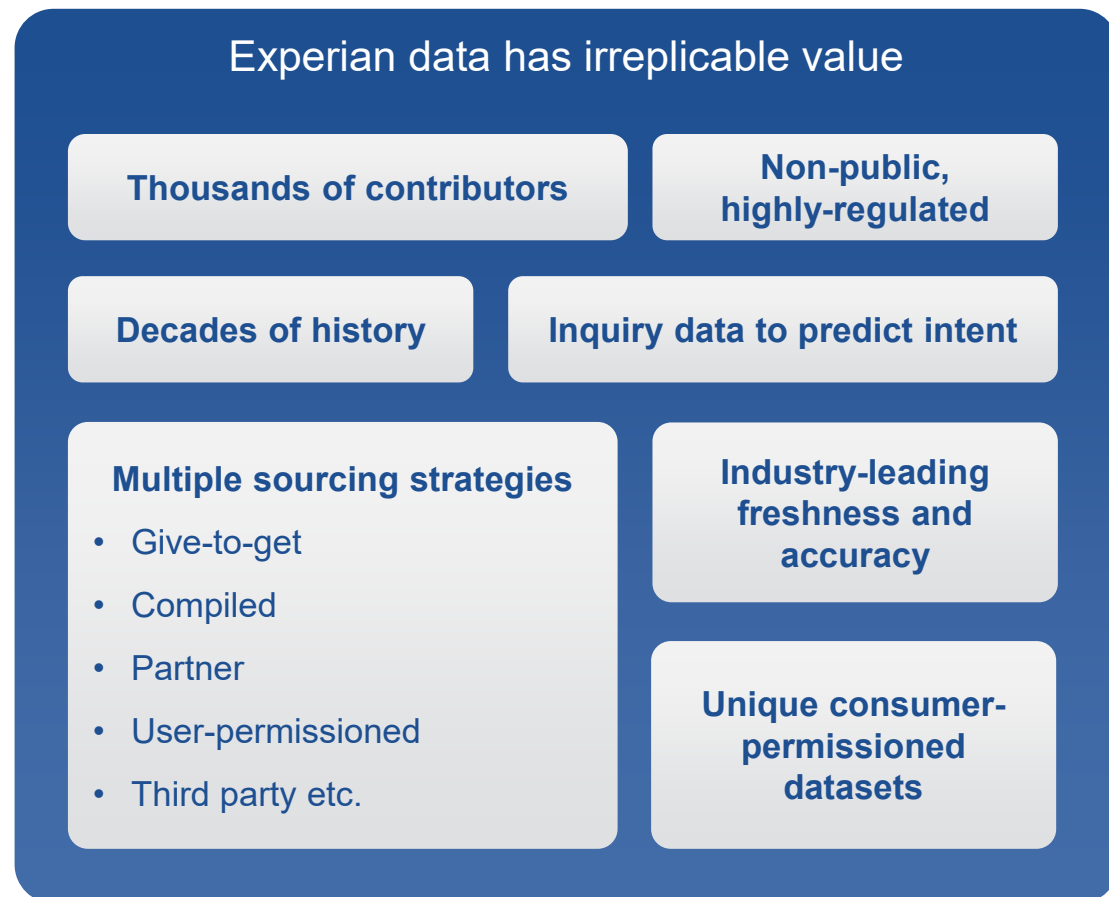 Experian data has irreplicable value
Thousands of contributors
Non-public,
highly-regulated
Decades of history
Inquiry data to predict intent
Multiple sourcing strategies
• Give-to-get
• Compiled
• Partner
• User-permissioned
• Third party etc.
Industry-leading
freshness and
accuracy
Unique consumer-
permissioned
datasets